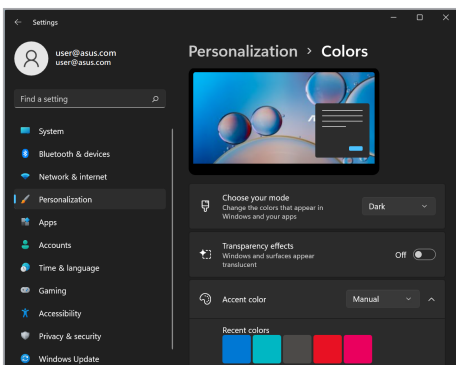 Settings
user@asus.com
user@asus.com
Find a setting
System
Bluetooth & devices
Network & internet
Personalization
Apps
Accounts
Time & language
Gaming
Accessibility
Privacy & security
Windows Update
Personalization > Colors
Choose your mode
Change the colors that appear in
Windows and your apps
Dark
Transparency effects
Windows and surfaces appear
translucent
Off
Accent color
Manual
Recent colors